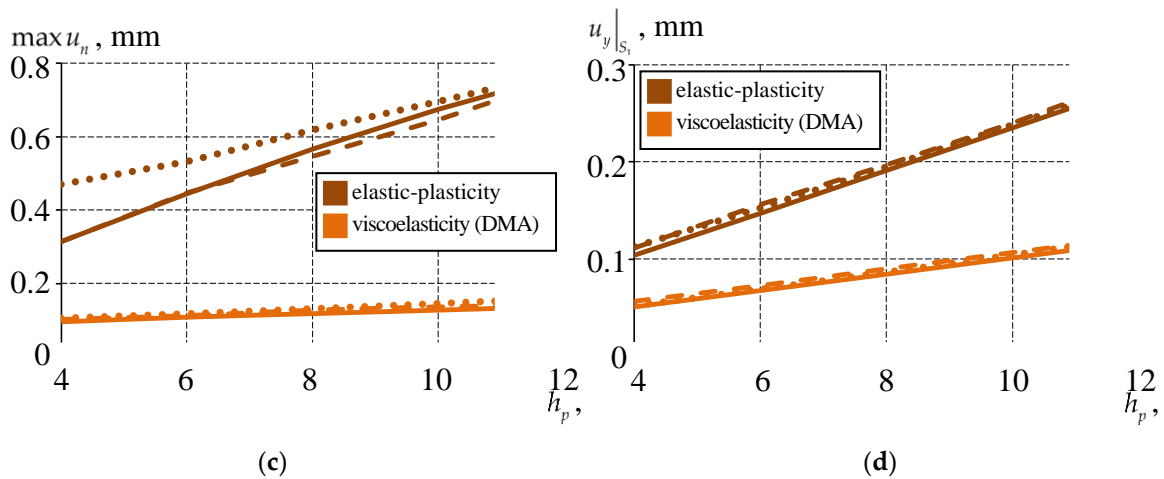 max u_n , mm
0.8
0.6
0.4
0.2
0
4
6
8
10
12
h_p ,
elastic-plasticity
viscoelasticity (DMA)
(c)
u_y|_{S_1} , mm
0.3
0.2
0.1
0
4
6
8
10
12
h_p ,
elastic-plasticity
viscoelasticity (DMA)
(d)